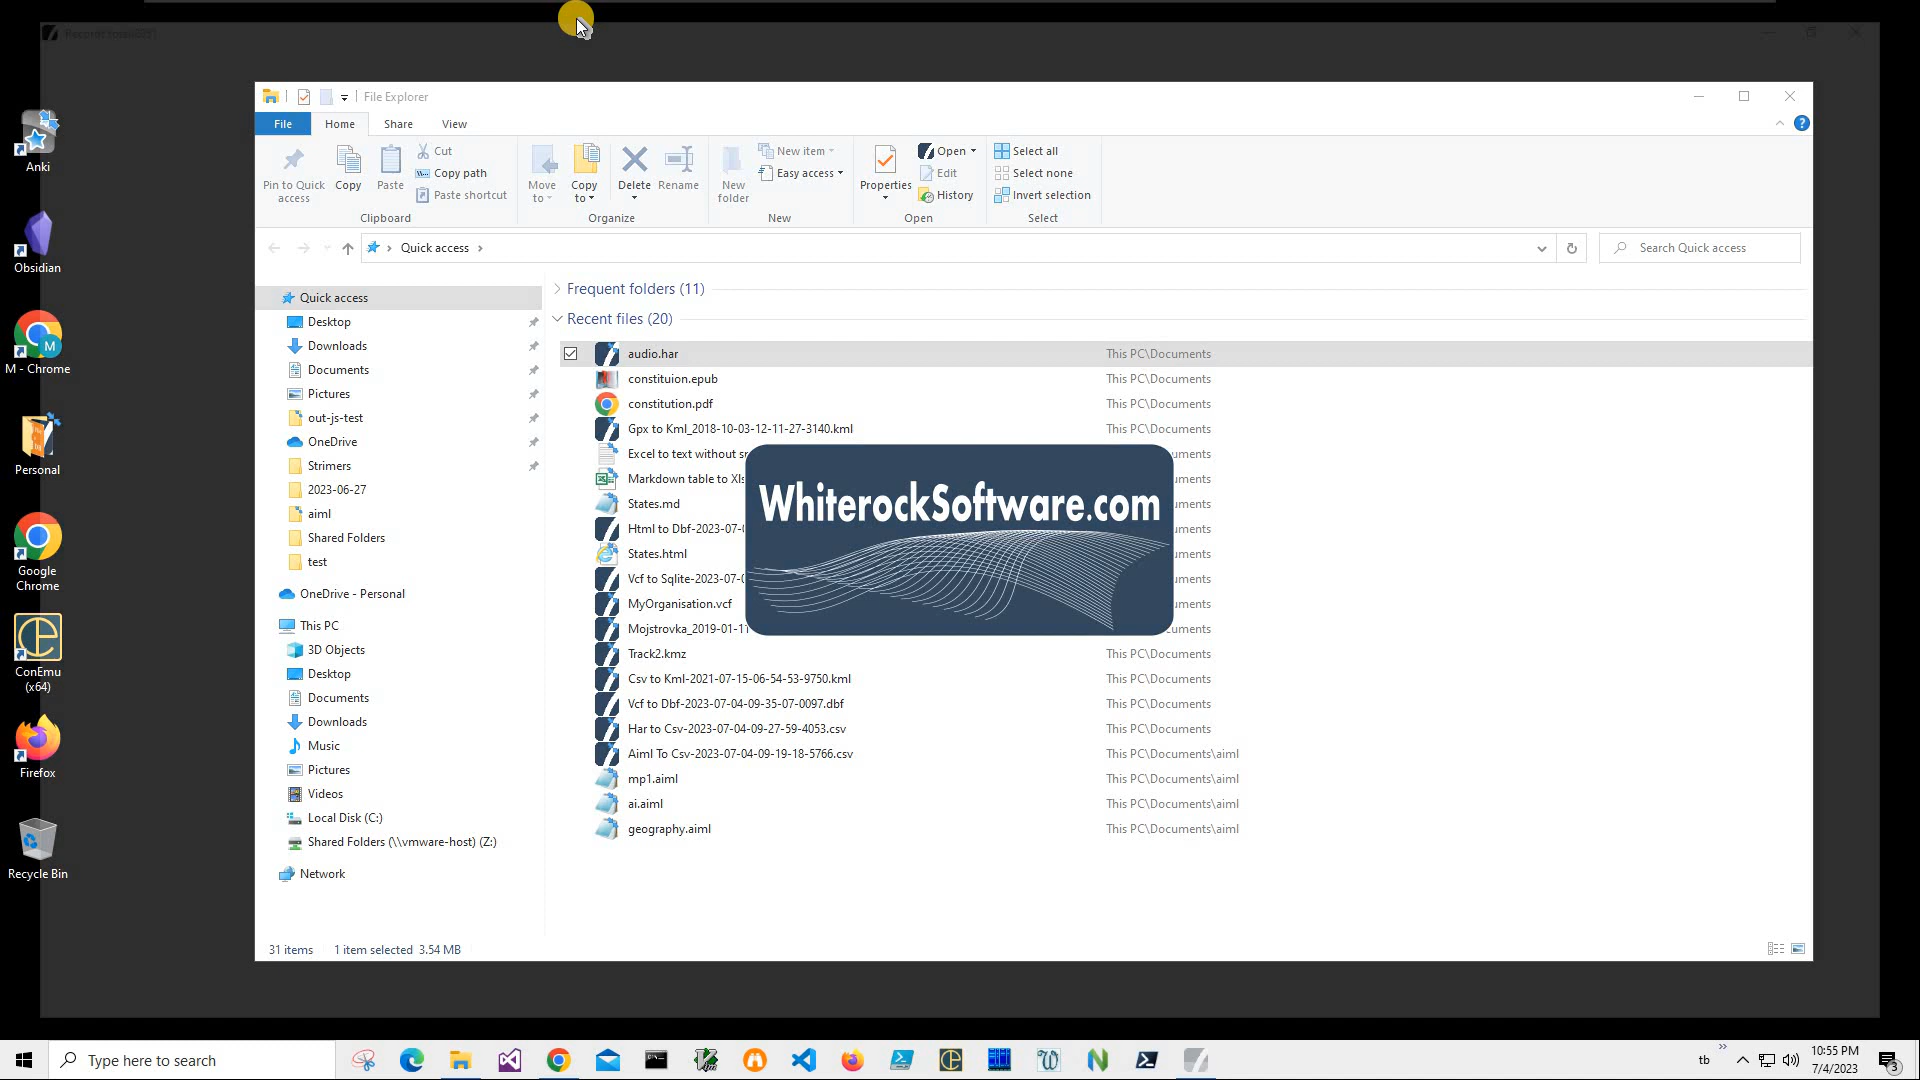 File Explorer
File Home Share View
Pin to Quick access
Copy
Paste
Cut
Copy path
Paste shortcut
Clipboard
Move to
Copy to
Delete
Rename
Organize
New folder
New item
Easy access
New
Properties
Open
Edit
History
Open
Select all
Select none
Invert selection
Select
Quick access
Search Quick access
Quick access
Desktop
Downloads
Documents
Pictures
out-js-test
OneDrive
Strimers
2023-06-27
aiml
Shared Folders
test
OneDrive - Personal
This PC
3D Objects
Desktop
Documents
Downloads
Music
Pictures
Videos
Local Disk (C:)
Shared Folders (\\vmware-host) (Z:)
Network
Frequent folders (11)
Recent files (20)
audio.har This PC\Documents
constituion.epub This PC\Documents
constitution.pdf This PC\Documents
Gpx to Kml_2018-10-03-12-11-27-3140.kml This PC\Documents
Excel to text without
Markdown table to
States.md
Html to Dbf-2023-07-
States.html
Vcf to Sqlite-2023-07-
MyOrganisation.vcf
Mojstrovka_2019-01-
Track2.kmz This PC\Documents
Csv to Kml-2021-07-15-06-54-53-9750.kml This PC\Documents
Vcf to Dbf-2023-07-04-09-35-07-0097.dbf This PC\Documents
Har to Csv-2023-07-04-09-27-59-4053.csv This PC\Documents
Aiml To Csv-2023-07-04-09-19-18-5766.csv This PC\Documents\aiml
mp1.aiml This PC\Documents\aiml
ai.aiml This PC\Documents\aiml
geography.aiml This PC\Documents\aiml
WhiterockSoftware.com
31 items 1 item selected 3.54 MB
Anki
Obsidian
M - Chrome
Personal
Google Chrome
ConEmu (x64)
Firefox
Recycle Bin
Type here to search
tb
10:55 PM
7/4/2023
3